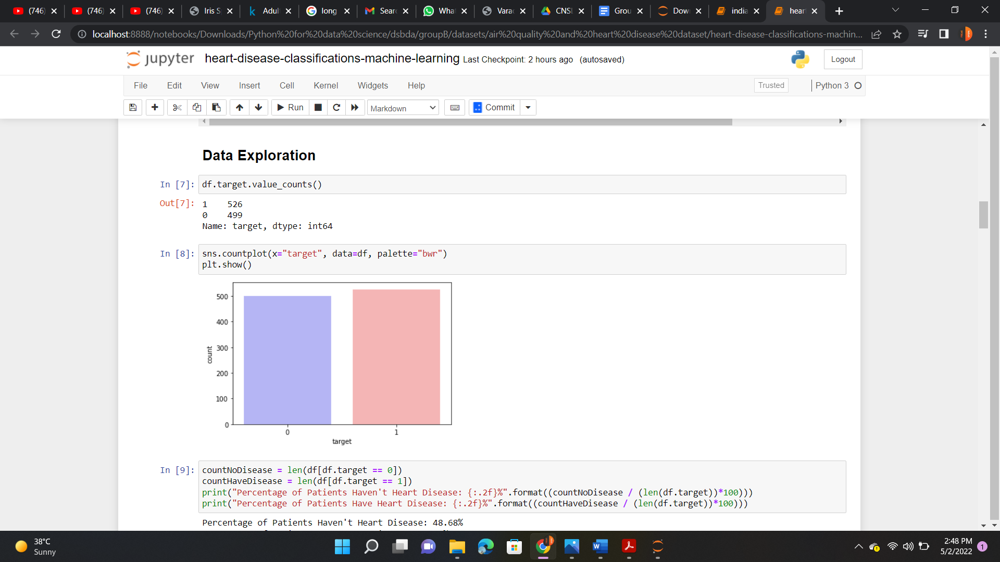 (746)
(746)
(746)
Iris S
Adul
long
Sear
What
Vara
CNSL
Grou
Dow
india
hear
localhost:8888/notebooks/Downloads/Python%20for%20data%20science/dsbda/groupB/datasets/air%20quality%20and%20heart%20disease%20dataset/heart-disease-classifications-machin...
jupyter heart-disease-classifications-machine-learning Last Checkpoint: 2 hours ago (autosaved)
Logout
File Edit View Insert Cell Kernel Widgets Help
Trusted
Python 3
Run
Markdown
Commit
Data Exploration
In [7]: df.target.value_counts()
Out[7]: 1 526
0 499
Name: target, dtype: int64
In [8]: sns.countplot(x="target", data=df, palette="bwr")
plt.show()
500
400
300
200
100
0
count
0 1
target
In [9]: countNoDisease = len(df[df.target == 0])
countHaveDisease = len(df[df.target == 1])
print("Percentage of Patients Haven't Heart Disease: {:.2f}%".format((countNoDisease / (len(df.target))*100)))
print("Percentage of Patients Have Heart Disease: {:.2f}%".format((countHaveDisease / (len(df.target))*100)))
Percentage of Patients Haven't Heart Disease: 48.68%
38°C
Sunny
2:48 PM
5/2/2022
1